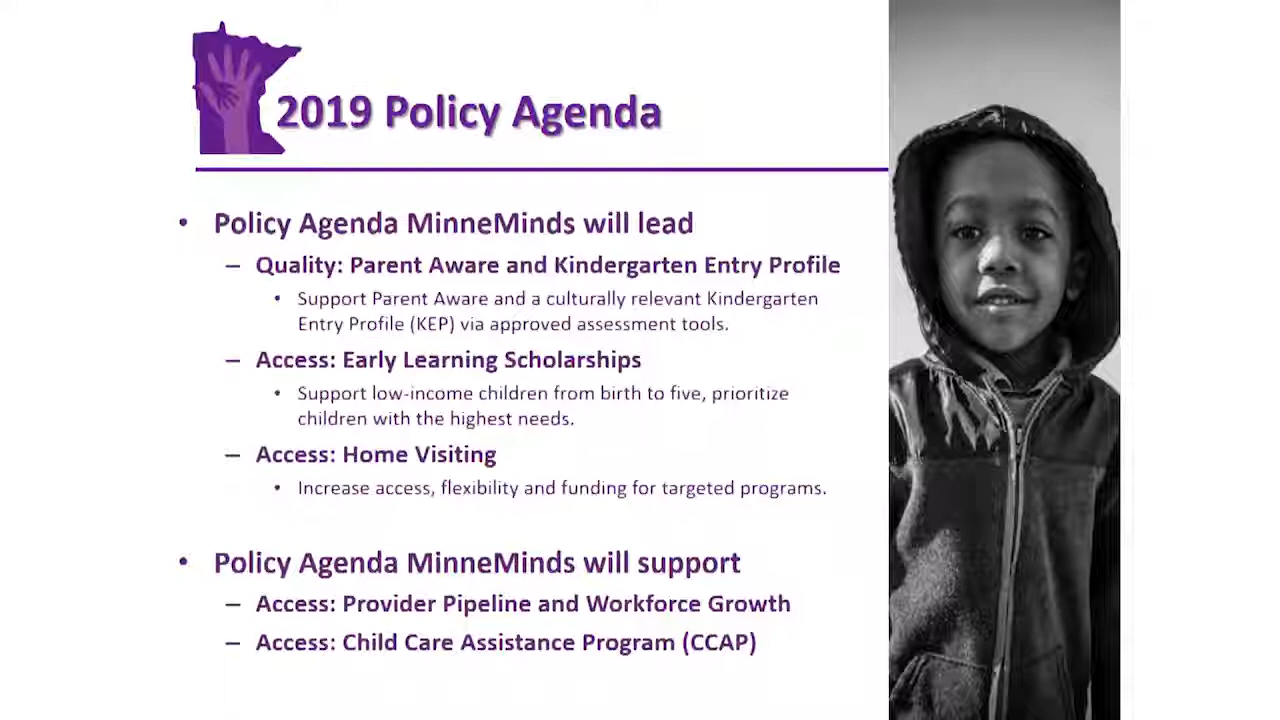 2019 Policy Agenda
• Policy Agenda MinneMinds will lead
– Quality: Parent Aware and Kindergarten Entry Profile
• Support Parent Aware and a culturally relevant Kindergarten
Entry Profile (KEP) via approved assessment tools.
– Access: Early Learning Scholarships
• Support low-income children from birth to five, prioritize
children with the highest needs.
– Access: Home Visiting
• Increase access, flexibility and funding for targeted programs.
• Policy Agenda MinneMinds will support
– Access: Provider Pipeline and Workforce Growth
– Access: Child Care Assistance Program (CCAP)